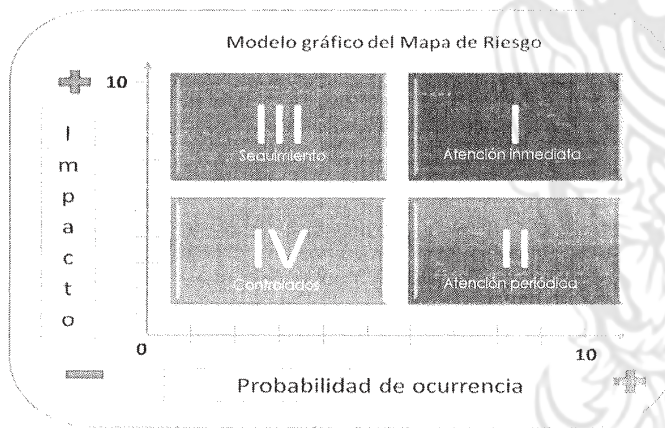 Modelo gráfico del Mapa de Riesgo
+ 10
Impacto
III
Seguimiento
I
Atención inmediata
IV
Controlados
II
Atención periódica
0
10
− Probabilidad de ocurrencia +